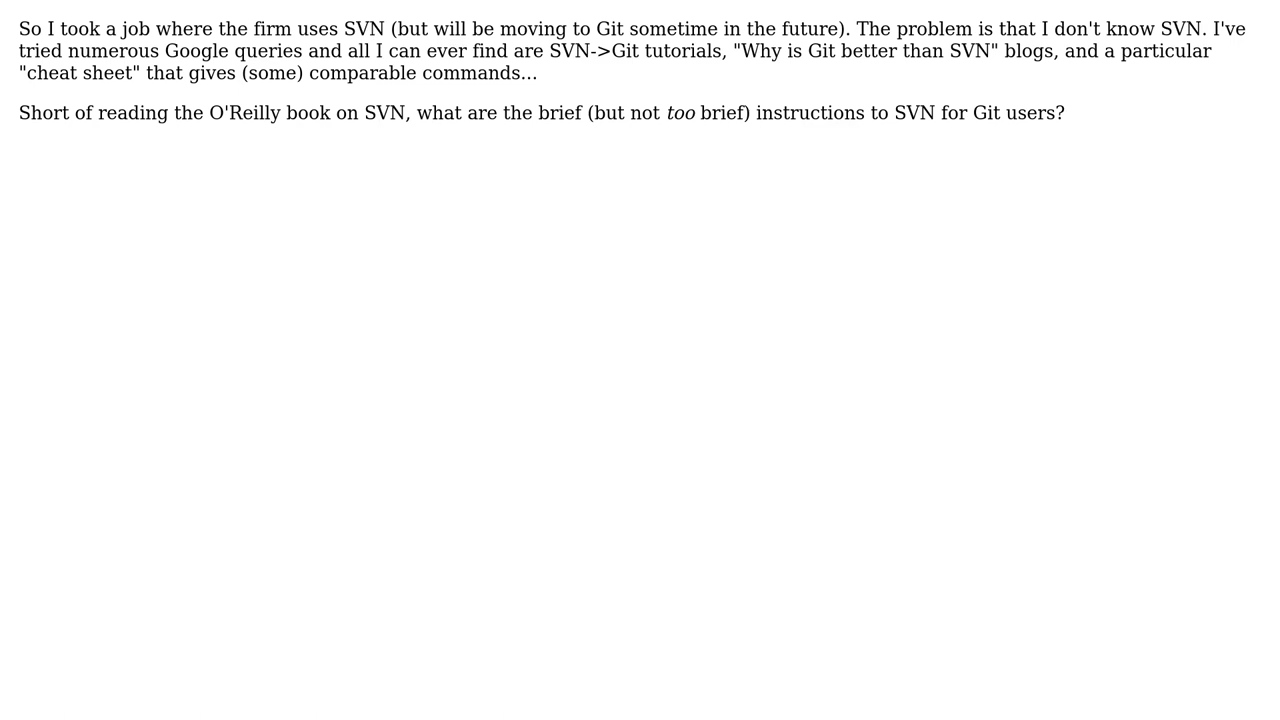 So I took a job where the firm uses SVN (but will be moving to Git sometime in the future). The problem is that I don't know SVN. I've
tried numerous Google queries and all I can ever find are SVN->Git tutorials, "Why is Git better than SVN" blogs, and a particular
"cheat sheet" that gives (some) comparable commands...
Short of reading the O'Reilly book on SVN, what are the brief (but not too brief) instructions to SVN for Git users?